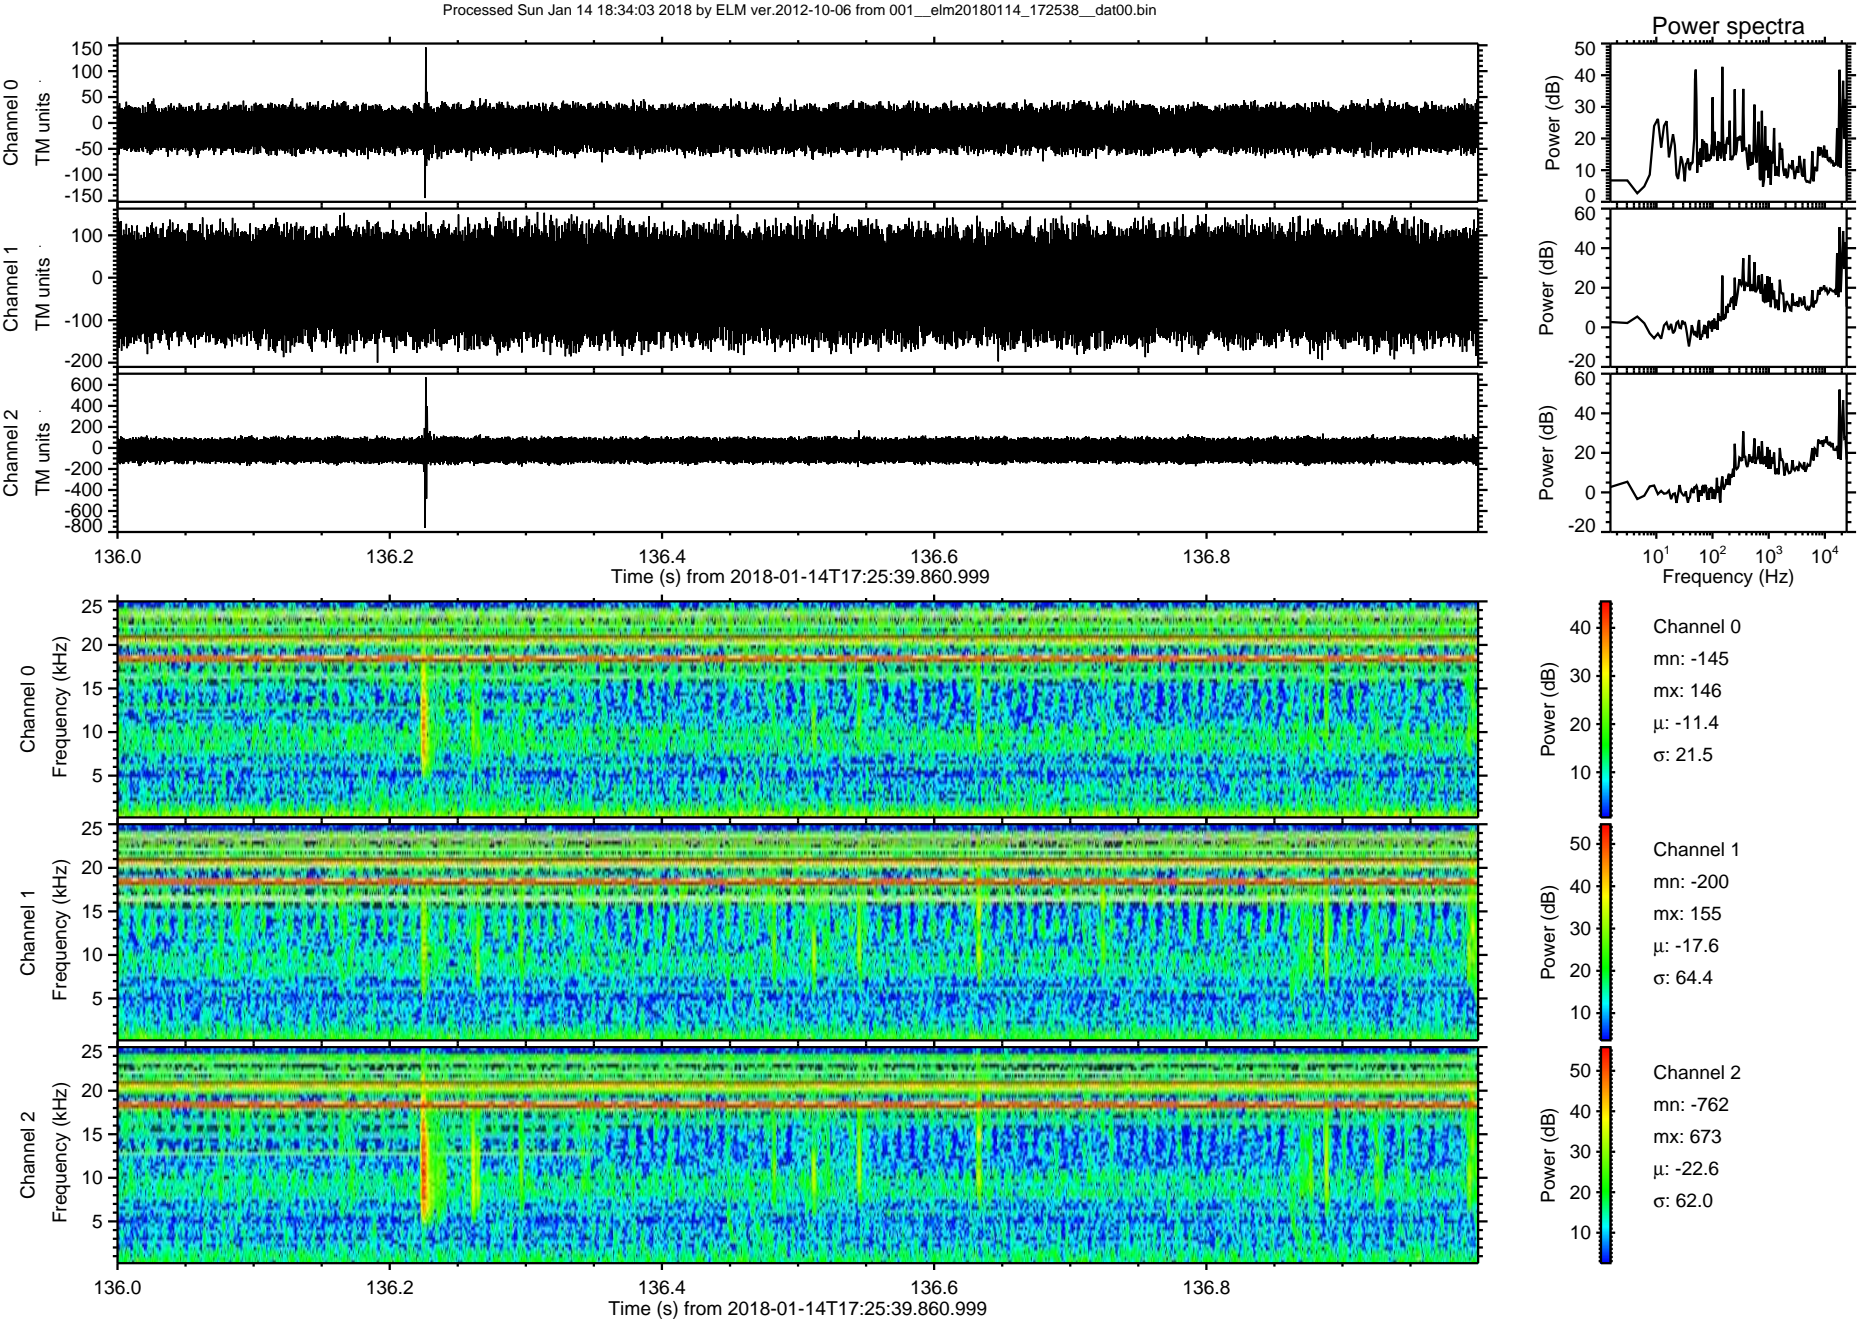 Processed Sun Jan 14 18:34:03 2018 by ELM ver.2012-10-06 from 001__elm20180114_172538__dat00.bin
Power spectra
Channel 0
TM units
150
100
50
0
-50
-100
-150
Power (dB)
50
40
30
20
10
0
Channel 1
TM units
100
0
-100
-200
Power (dB)
60
40
20
0
-20
Channel 2
TM units
600
400
200
0
-200
-400
-600
-800
Power (dB)
60
40
20
0
-20
136.0 136.2 136.4 136.6 136.8
Time (s) from 2018-01-14T17:25:39.860.999
10^1 10^2 10^3 10^4
Frequency (Hz)
Channel 0
Frequency (kHz)
25
20
15
10
5
Power (dB)
40
30
20
10
Channel 0
mn: -145
mx: 146
μ: -11.4
σ: 21.5
Channel 1
Frequency (kHz)
25
20
15
10
5
Power (dB)
50
40
30
20
10
Channel 1
mn: -200
mx: 155
μ: -17.6
σ: 64.4
Channel 2
Frequency (kHz)
25
20
15
10
5
Power (dB)
50
40
30
20
10
Channel 2
mn: -762
mx: 673
μ: -22.6
σ: 62.0
136.0 136.2 136.4 136.6 136.8
Time (s) from 2018-01-14T17:25:39.860.999